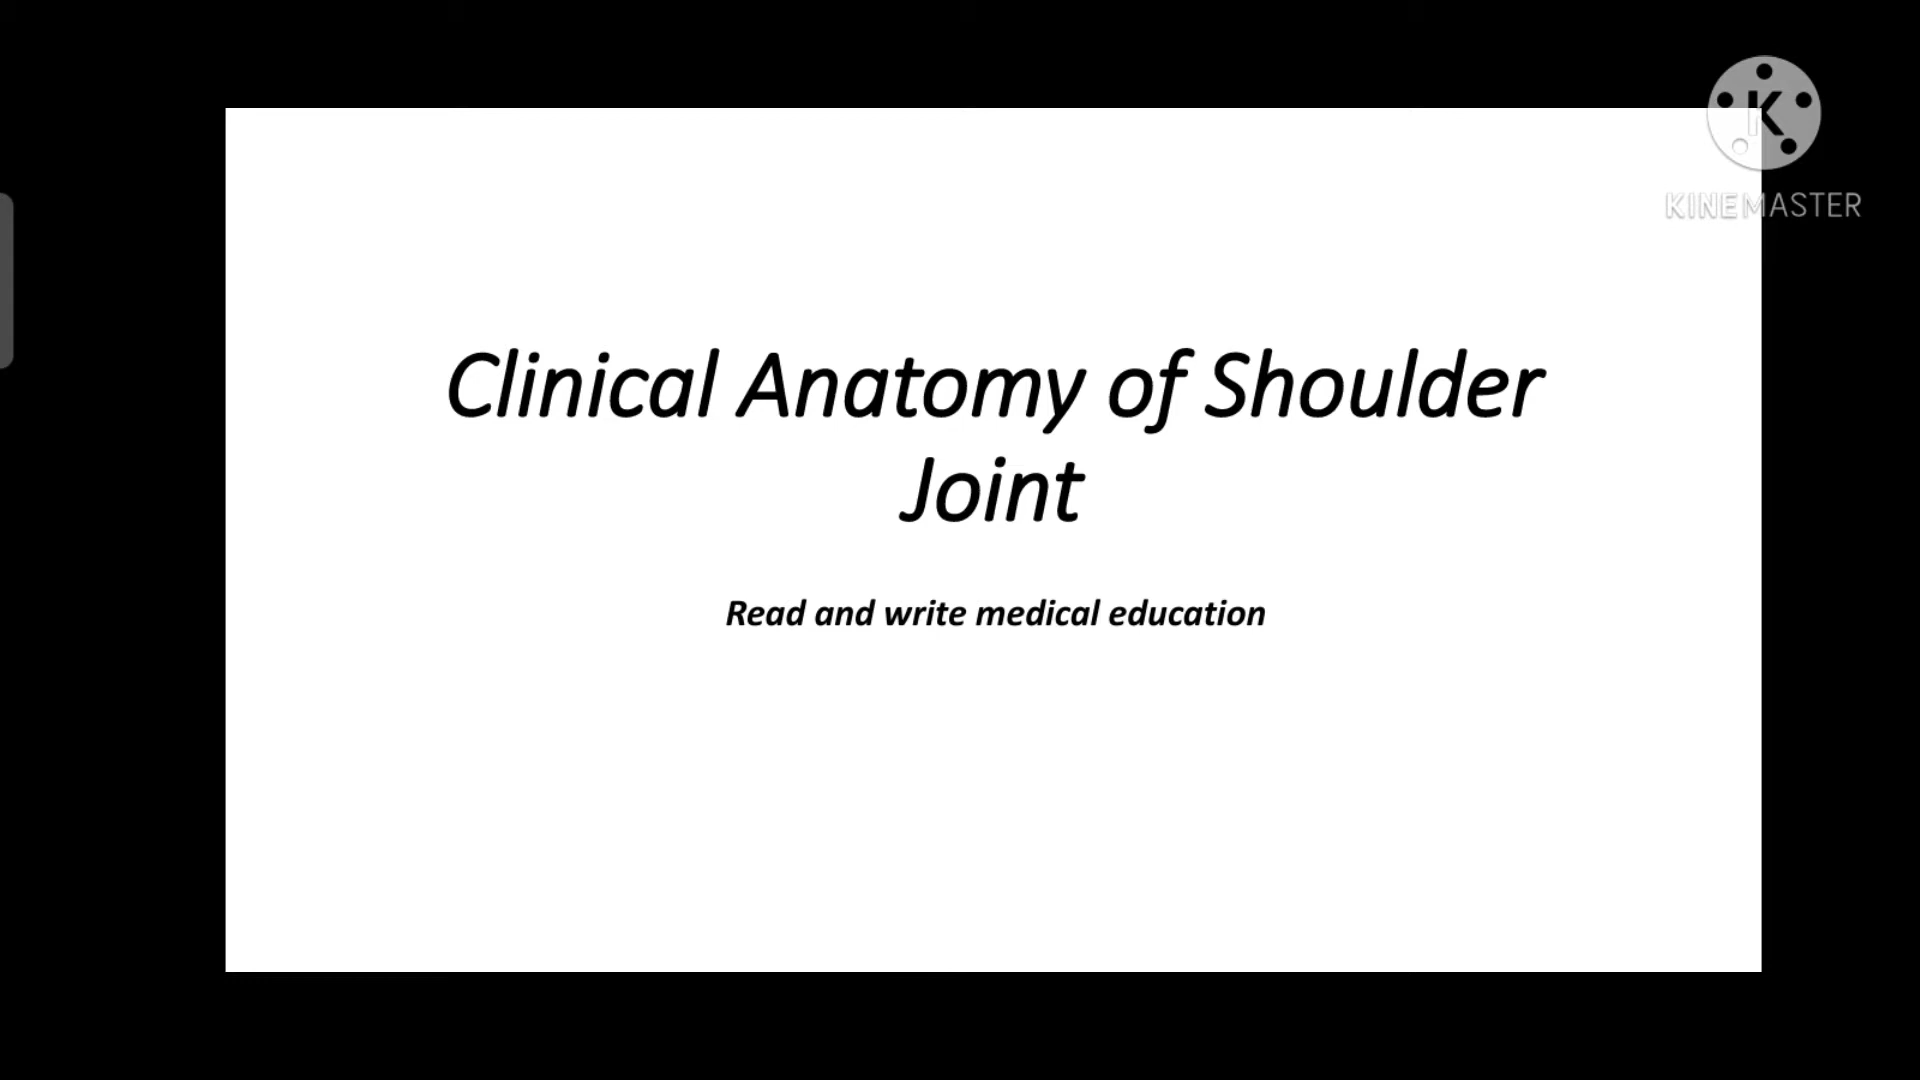 K
KINEMASTER
Clinical Anatomy of Shoulder
Joint
Read and write medical education